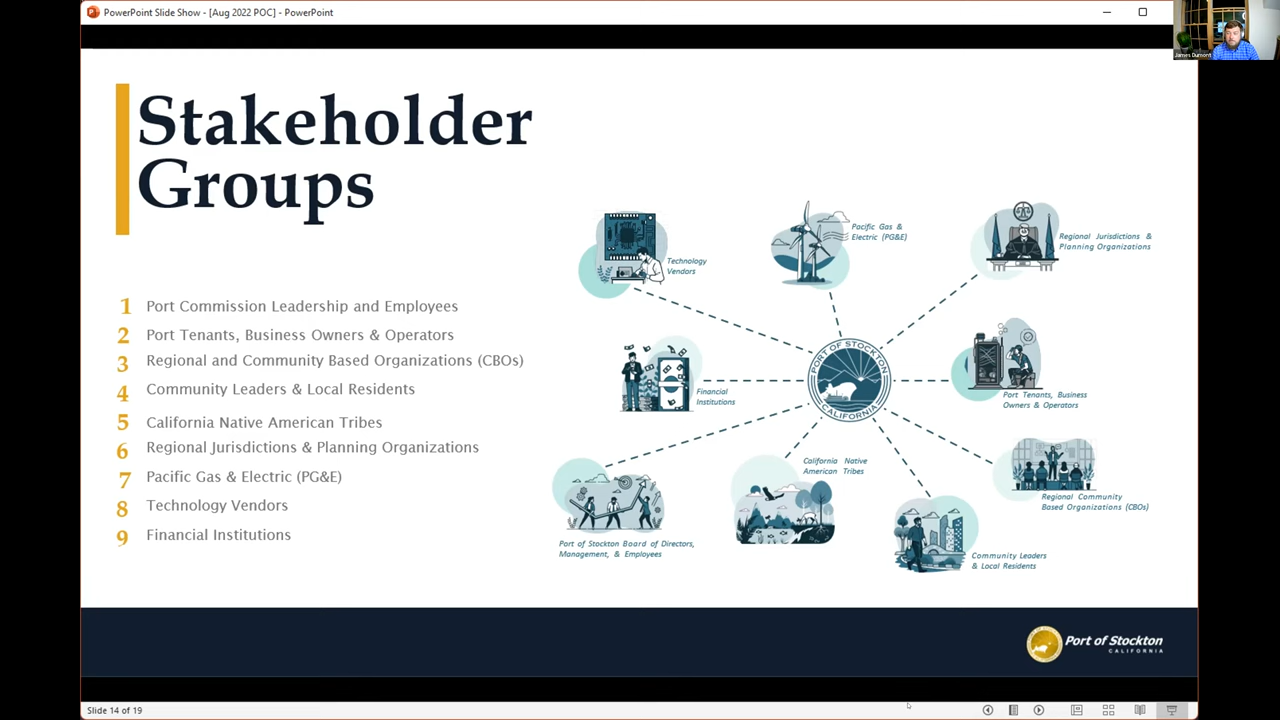 PowerPoint Slide Show - [Aug 2022 POC] - PowerPoint
James Dumont
Stakeholder
Groups
1 Port Commission Leadership and Employees
2 Port Tenants, Business Owners & Operators
3 Regional and Community Based Organizations (CBOs)
4 Community Leaders & Local Residents
5 California Native American Tribes
6 Regional Jurisdictions & Planning Organizations
7 Pacific Gas & Electric (PG&E)
8 Technology Vendors
9 Financial Institutions
Technology
Vendors
Pacific Gas &
Electric (PG&E)
Regional Jurisdictions &
Planning Organizations
Financial
Institutions
PORT OF STOCKTON
CALIFORNIA
Port Tenants, Business
Owners & Operators
Port of Stockton Board of Directors,
Management, & Employees
California Native
American Tribes
Community Leaders
& Local Residents
Regional Community
Based Organizations (CBOs)
Port of Stockton
CALIFORNIA
Slide 14 of 19